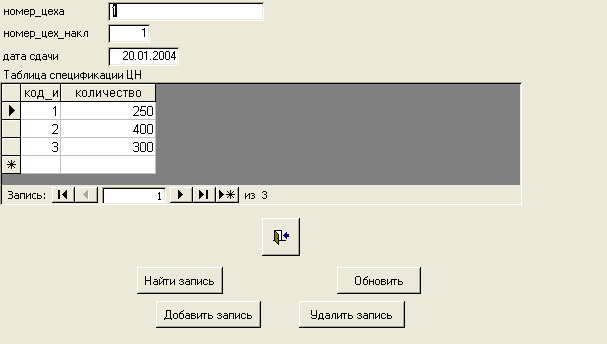 номер_цеха 1
номер_цех_накл 1
дата сдачи 20.01.2004
Таблица спецификации ЦН
код_и количество
1 250
2 400
3 300
Запись: 1 из 3
Найти запись Обновить
Добавить запись Удалить запись